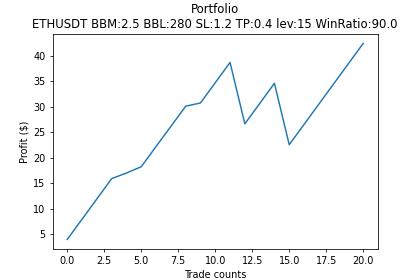 Portfolio
ETHUSDT BBM:2.5 BBL:280 SL:1.2 TP:0.4 lev:15 WinRatio:90.0
Profit ($)
40
35
30
25
20
15
10
5
0.0 2.5 5.0 7.5 10.0 12.5 15.0 17.5 20.0
Trade counts